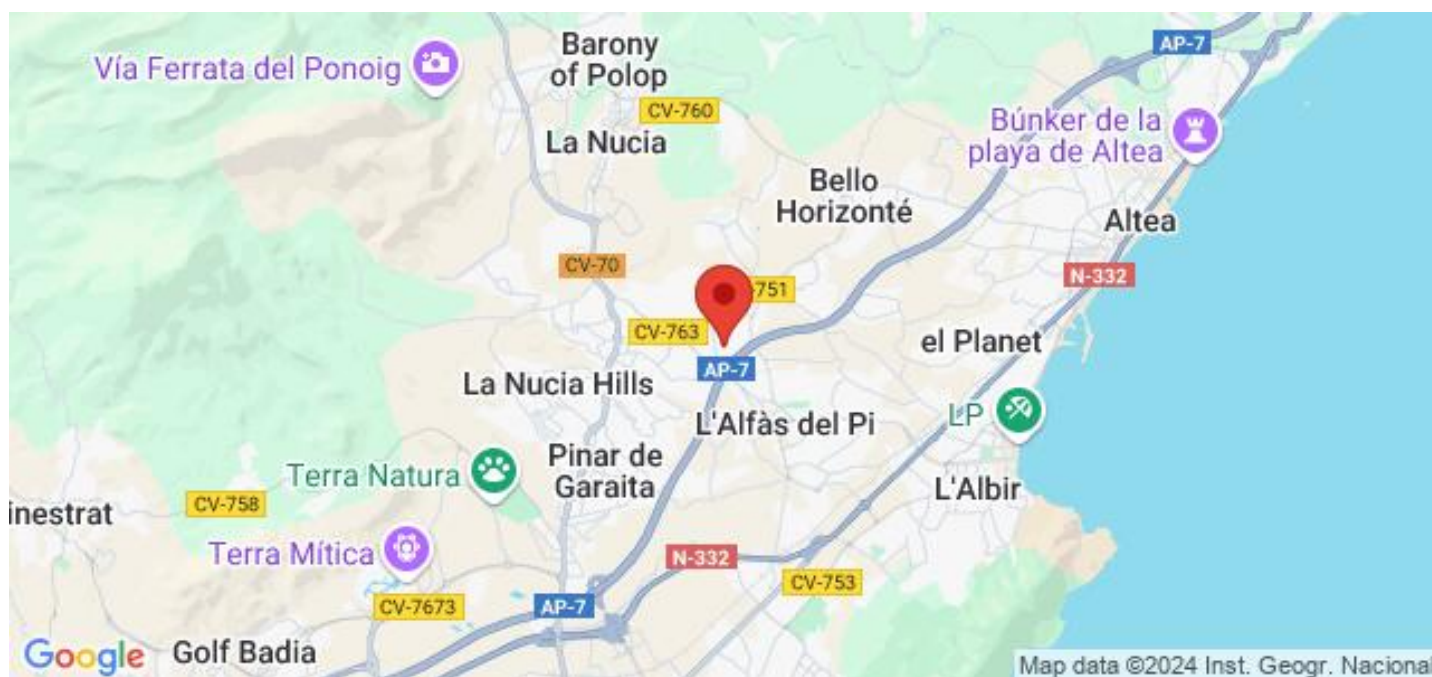 Barony
of Polop
AP-7
Vía Ferrata del Ponoig
CV-760
Búnker de la
playa de Altea
La Nucia
Bello
Horizonté
Altea
CV-70
N-332
-751
CV-763
el Planet
AP-7
La Nucia Hills
LP
L'Alfàs del Pi
Pinar de
Garaita
Terra Natura
L'Albir
CV-758
inestrat
Terra Mítica
N-332
CV-753
CV-7673
AP-7
Google
Golf Badia
Map data ©2024 Inst. Geogr. Nacional